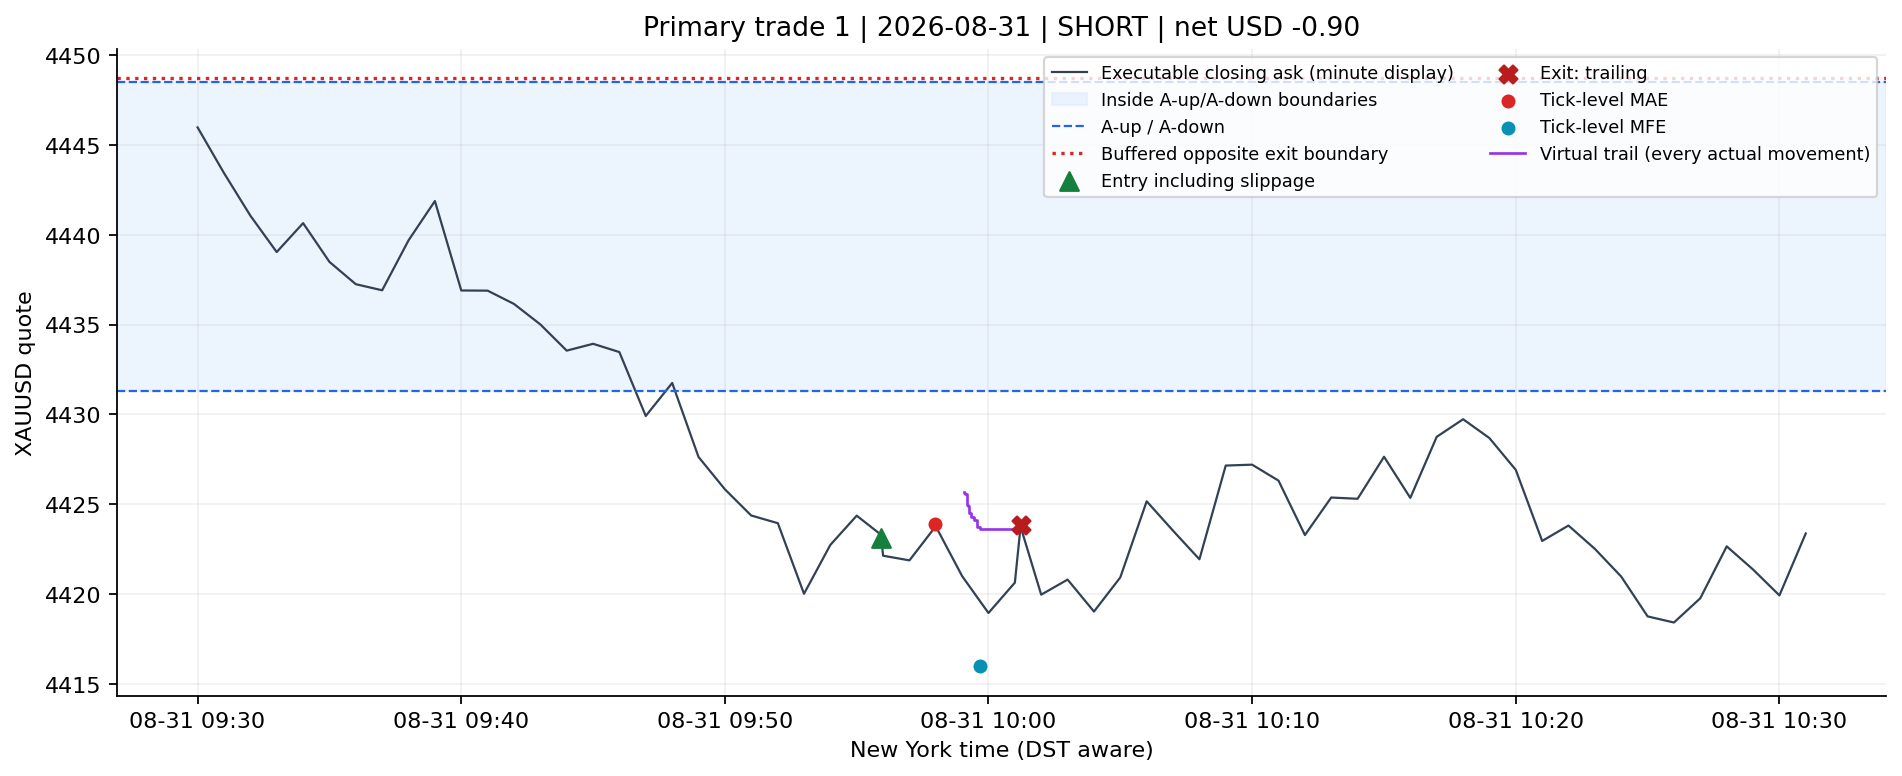 Primary trade 1 | 2026-08-31 | SHORT | net USD -0.90
4450
4445
4440
4435
4430
4425
4420
4415
XAUUSD quote
Executable closing ask (minute display)
Inside A-up/A-down boundaries
A-up / A-down
Buffered opposite exit boundary
Entry including slippage
Exit: trailing
Tick-level MAE
Tick-level MFE
Virtual trail (every actual movement)
08-31 09:30
08-31 09:40
08-31 09:50
08-31 10:00
08-31 10:10
08-31 10:20
08-31 10:30
New York time (DST aware)